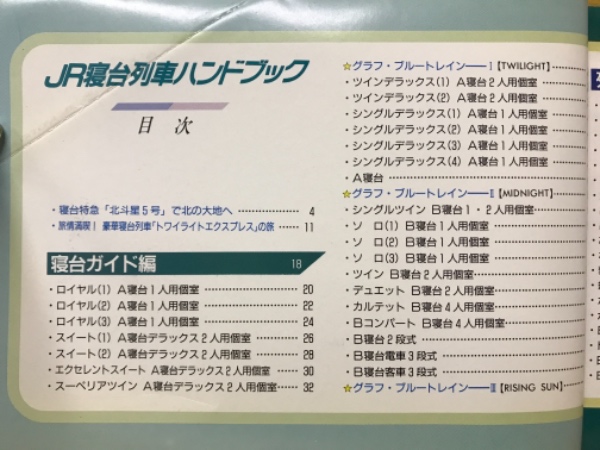 JR寝台列車ハンドブック
目次
・寝台特急「北斗星5号」で北の大地へ ………………… 4
・旅情満喫! 豪華寝台列車「トワイライトエクスプレス」の旅 …… 11
寝台ガイド編 18
・ロイヤル(1) A寝台1人用個室 ………………… 20
・ロイヤル(2) A寝台1人用個室 ………………… 22
・ロイヤル(3) A寝台1人用個室 ………………… 24
・スイート(1) A寝台デラックス2人用個室 ………… 26
・スイート(2) A寝台デラックス2人用個室 ………… 28
・エクセレントスイート A寝台デラックス2人用個室 …… 30
・スーペリアツイン A寝台デラックス2人用個室 …… 32
☆グラフ・ブルートレイン──Ⅰ【TWILIGHT】…………
・ツインデラックス(1) A寝台2人用個室 …………
・ツインデラックス(2) A寝台2人用個室 …………
・シングルデラックス(1) A寝台1人用個室 …………
・シングルデラックス(2) A寝台1人用個室 …………
・シングルデラックス(3) A寝台1人用個室 …………
・シングルデラックス(4) A寝台1人用個室 …………
・A寝台 …………………
☆グラフ・ブルートレイン──Ⅱ【MIDNIGHT】…………
・シングルツイン B寝台1・2人用個室 …………
・ソロ(1) B寝台1人用個室 …………
・ソロ(2) B寝台1人用個室 …………
・ソロ(3) B寝台1人用個室 …………
・ツイン B寝台2人用個室 …………
・デュエット B寝台2人用個室 …………
・カルテット B寝台4人用個室 …………
・Bコンパート B寝台4人用個室 …………
・B寝台2段式 …………
・B寝台電車3段式 …………
・B寝台客車3段式 …………
☆グラフ・ブルートレイン──Ⅲ【RISING SUN】…………